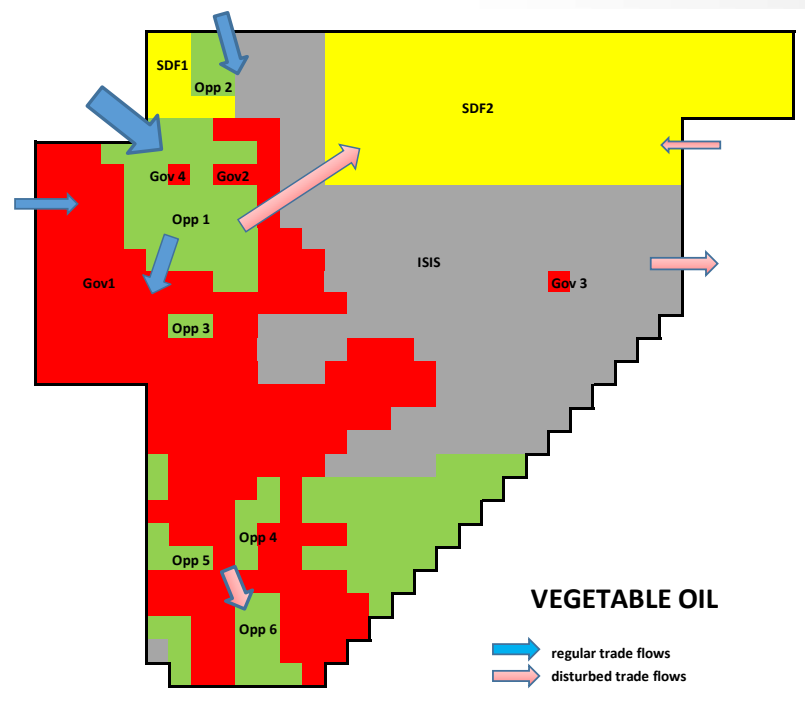 SDF1
Opp 2
SDF2
Gov 4
Gov2
Opp 1
ISIS
Gov1
Gov 3
Opp 3
Opp 4
Opp 5
VEGETABLE OIL
Opp 6
regular trade flows
disturbed trade flows